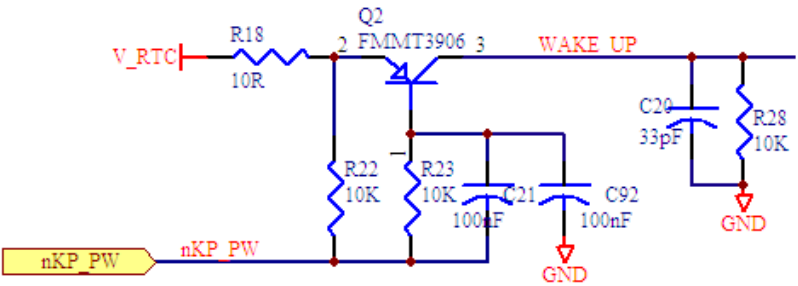 Q2
R18
FMMT3906
V_RTC
2
3
WAKE_UP
10R
C20
33pF
R28
10K
1
R22
10K
R23
10K
C21
100nF
C92
100nF
GND
nKP_PW
nKP_PW
GND